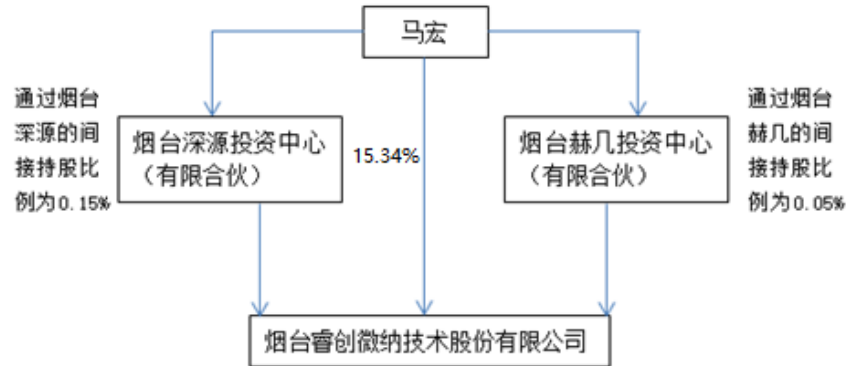 马宏
通过烟台
深源的间
接持股比
例为0.15%
烟台深源投资中心
（有限合伙）
15.34%
烟台赫几投资中心
（有限合伙）
通过烟台
赫几的间
接持股比
例为0.05%
烟台睿创微纳技术股份有限公司